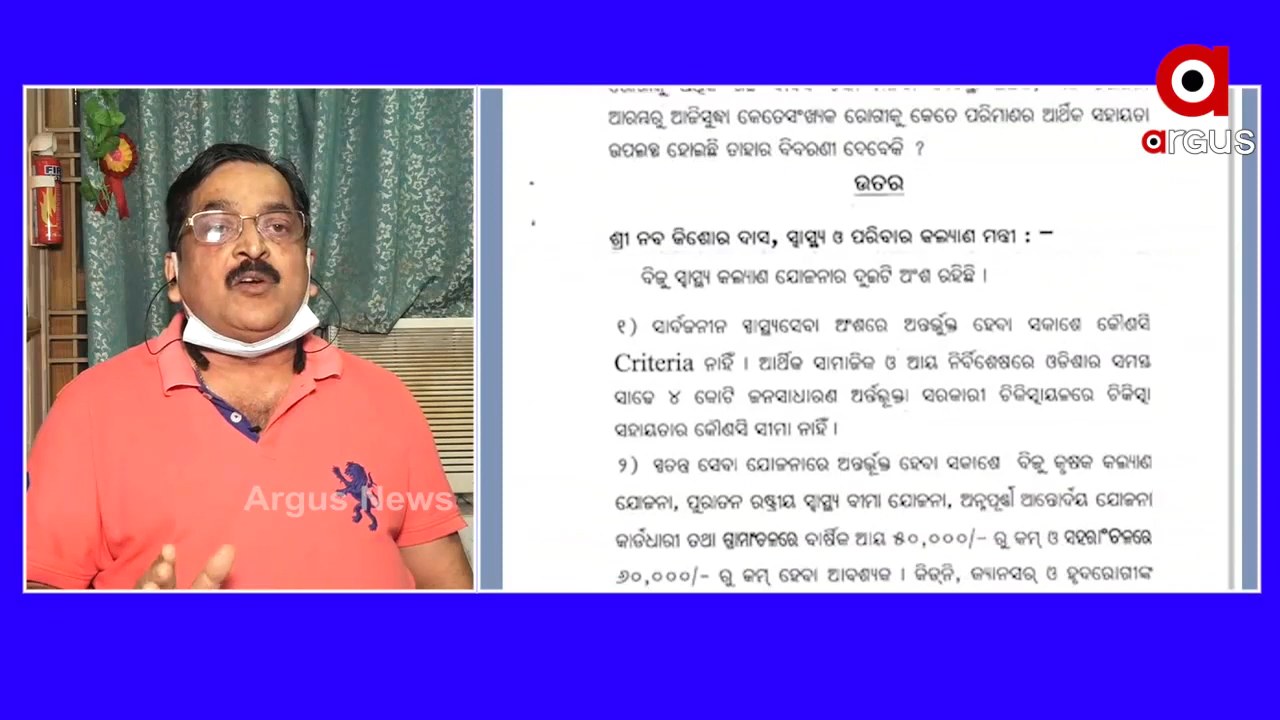 FIRE
ଆରମ୍ଭରୁ ଆଜିସୁଦ୍ଧା କେତେସଂଖ୍ୟକ ରୋଗୀକୁ କେତେ ପରିମାଣର ଆର୍ଥିକ ସହାୟତା
ଉପଲବ୍ଧ ହୋଇଛି ତାହାର ବିବରଣୀ ଦେବେକି ?
ଉତର
ଶ୍ରୀ ନବ କିଶୋର ଦାସ, ସ୍ୱାସ୍ଥ୍ୟ ଓ ପରିବାର କଲ୍ୟାଣ ମନ୍ତ୍ରୀ : –
ବିଜୁ ସ୍ୱାସ୍ଥ୍ୟ କଲ୍ୟାଣ ଯୋଜନାର ଦୁଇଟି ଅଂଶ ରହିଛି ।
୧) ସାର୍ବଜନୀନ ସ୍ୱାସ୍ଥ୍ୟସେବା ଅଂଶରେ ଅନ୍ତର୍ଭୁକ୍ତ ହେବା ସକାଶେ କୌଣସି
Criteria ନାହିଁ । ଆର୍ଥିକ ସାମାଜିକ ଓ ଆୟ ନିର୍ବିଶେଷରେ ଓଡିଶାର ସମସ୍ତ
ସାଢେ ୪ କୋଟି ଜନସାଧାରଣ ଅର୍ନ୍ତଭୂକ୍ତ। ସରକାରୀ ଚିକିତ୍ସାୟଳରେ ଚିକିତ୍ସା
ସହାୟତାର କୌଣସି ସୀମା ନାହିଁ ।
୨) ସ୍ୱତନ୍ତ୍ର ସେବା ଯୋଜନାରେ ଅନ୍ତର୍ଭୂକ୍ତ ହେବା ସକାଶେ ବିଜୁ କୃଷକ କଲ୍ୟାଣ
ଯୋଜନା, ପୁରାତନ ରଷ୍ଟ୍ରୀୟ ସ୍ୱାସ୍ଥ୍ୟ ବୀମା ଯୋଜନା, ଅନ୍ନପୂର୍ଣ୍ଣା ଆନ୍ତୋର୍ଦୟ ଯୋଜନା
କାର୍ଡଧାରୀ ତଥା ଗ୍ରାମାଂଚଳରେ ବାର୍ଷିକ ଆୟ ୫୦,୦୦୦/- ରୁ କମ୍ ଓ ସହରାଂଚଳରେ
୬୦,୦୦୦/- ରୁ କମ୍ ହେବା ଆବଶ୍ୟକ । କିଡ୍‌ନି, କ୍ୟାନସର୍ ଓ ହୃଦରୋଗୀଙ୍କ
argus
Argus News